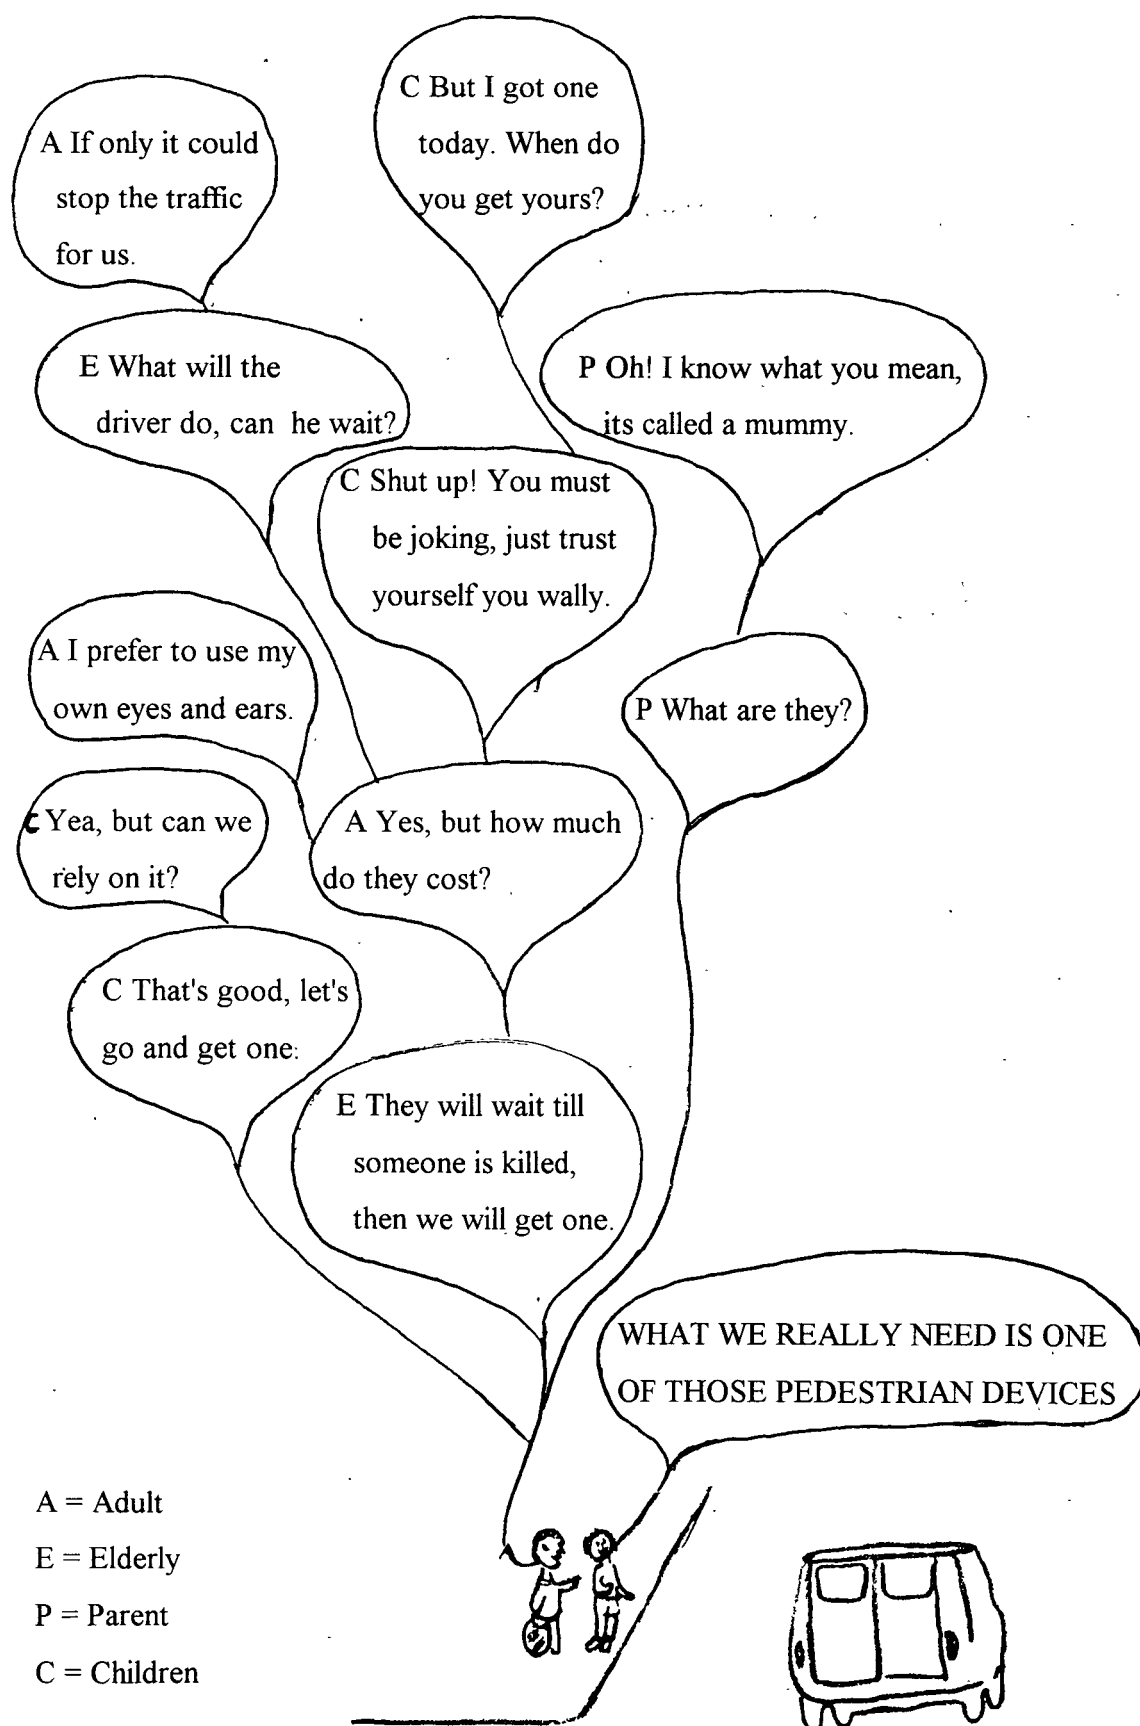 C But I got one
today. When do
you get yours?
A If only it could
stop the traffic
for us.
E What will the
driver do, can he wait?
P Oh! I know what you mean,
its called a mummy.
C Shut up! You must
be joking, just trust
yourself you wally.
A I prefer to use my
own eyes and ears.
P What are they?
C Yea, but can we
rely on it?
A Yes, but how much
do they cost?
C That's good, let's
go and get one.
E They will wait till
someone is killed,
then we will get one.
WHAT WE REALLY NEED IS ONE
OF THOSE PEDESTRIAN DEVICES
A = Adult
E = Elderly
P = Parent
C = Children